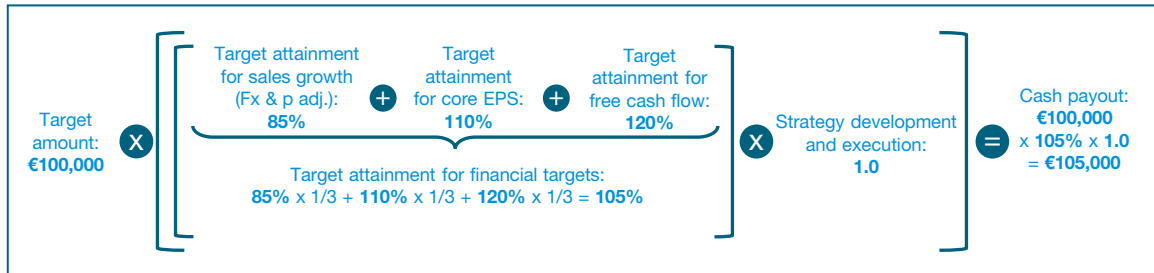 Target
amount:
€100,000
x
Target attainment
for sales growth
(Fx & p adj.):
85%
+
Target
attainment
for core EPS:
110%
+
Target
attainment for
free cash flow:
120%
Target attainment for financial targets:
85% x 1/3 + 110% x 1/3 + 120% x 1/3 = 105%
x
Strategy development
and execution:
1.0
=
Cash payout:
€100,000
x 105% x 1.0
= €105,000